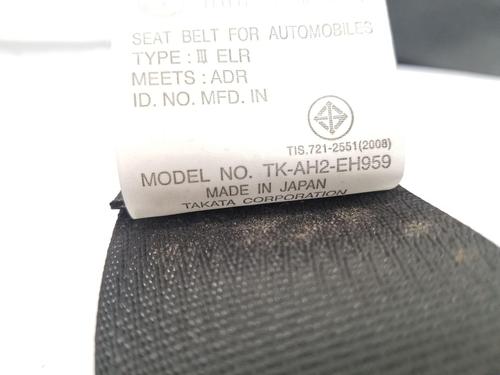 SEAT BELT FOR AUTOMOBILES
TYPE : Ⅲ ELR
MEETS : ADR
ID. NO. MFD. IN
TIS.721-2551(2008)
MODEL NO. TK-AH2-EH959
MADE IN JAPAN
TAKATA CORPORATION